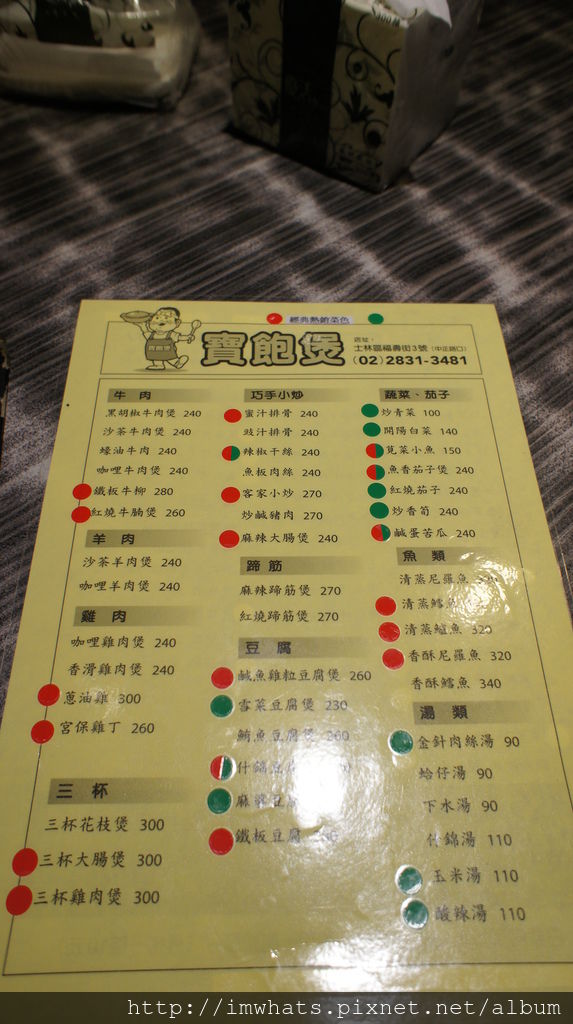 經典熱銷菜色
寶飽煲
店址:
士林區福壽街3號(中正路口)
(02)2831-3481
寶飽煲
牛肉
黑胡椒牛肉煲 240
沙茶牛肉煲 240
蠔油牛肉 240
咖哩牛肉煲 240
鐵板牛柳 280
紅燒牛腩煲 260
羊肉
沙茶羊肉煲 240
咖哩羊肉煲 240
雞肉
咖哩雞肉煲 240
香滑雞肉煲 240
蔥油雞 300
宮保雞丁 260
三杯
三杯花枝煲 300
三杯大腸煲 300
三杯雞肉煲 300
巧手小炒
蜜汁排骨 240
豉汁排骨 240
辣椒干絲 240
魚板肉絲 240
客家小炒 270
炒鹹豬肉 270
麻辣大腸煲 240
蹄筋
麻辣蹄筋煲 270
紅燒蹄筋煲 270
豆腐
鹹魚雞粒豆腐煲 260
雪菜豆腐煲 230
鮪魚豆腐煲 260
什錦豆
麻婆豆
鐵板豆腐
蔬菜、茄子
炒青菜 100
開陽白菜 140
莧菜小魚 150
魚香茄子煲 240
紅燒茄子 240
炒香筍 240
鹹蛋苦瓜 240
魚類
清蒸尼羅魚
清蒸鱈
清蒸鱸魚 320
香酥尼羅魚 320
香酥鱈魚 340
湯類
金針肉絲湯 90
蛤仔湯 90
下水湯 90
什錦湯 110
玉米湯 110
酸辣湯 110
http://imwhats.pixnet.net/album